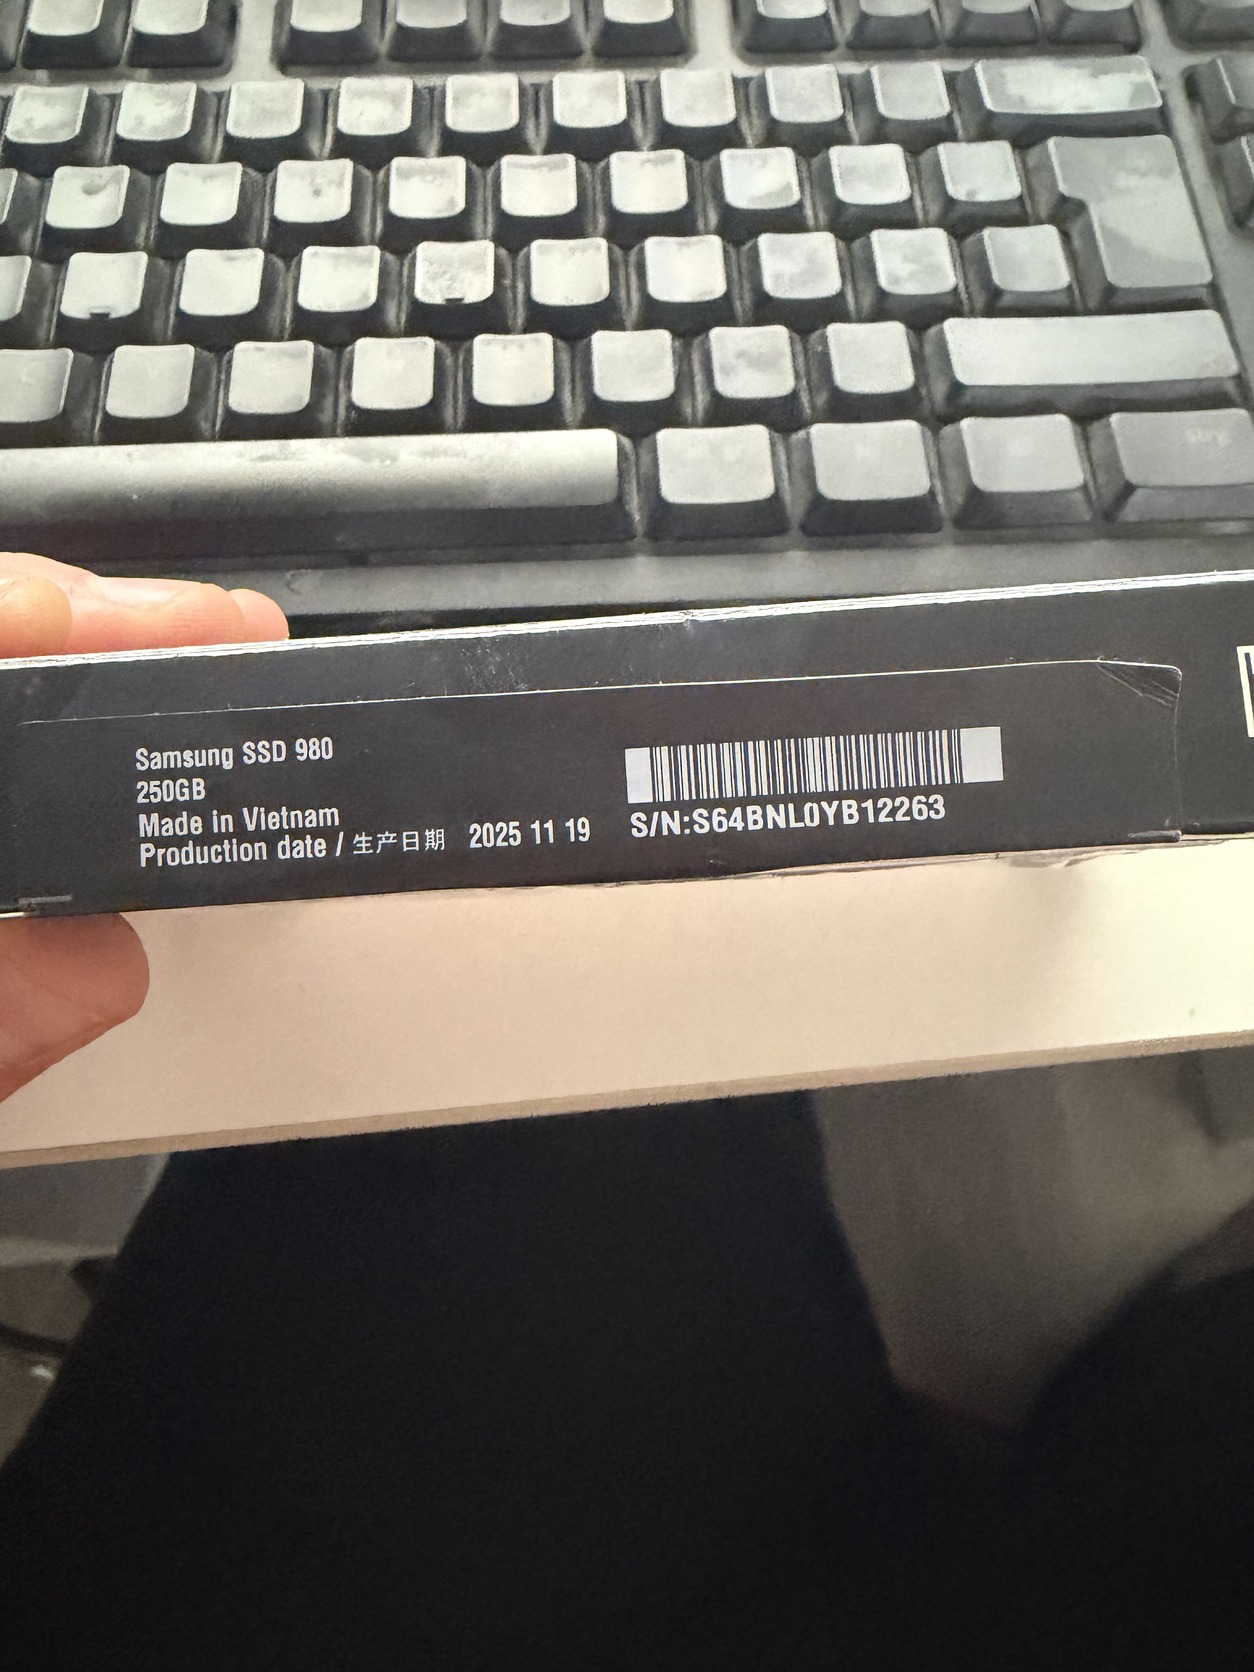 Samsung SSD 980
250GB
Made in Vietnam
Production date / 生产日期 2025 11 19
S/N:S64BNL0YB12263